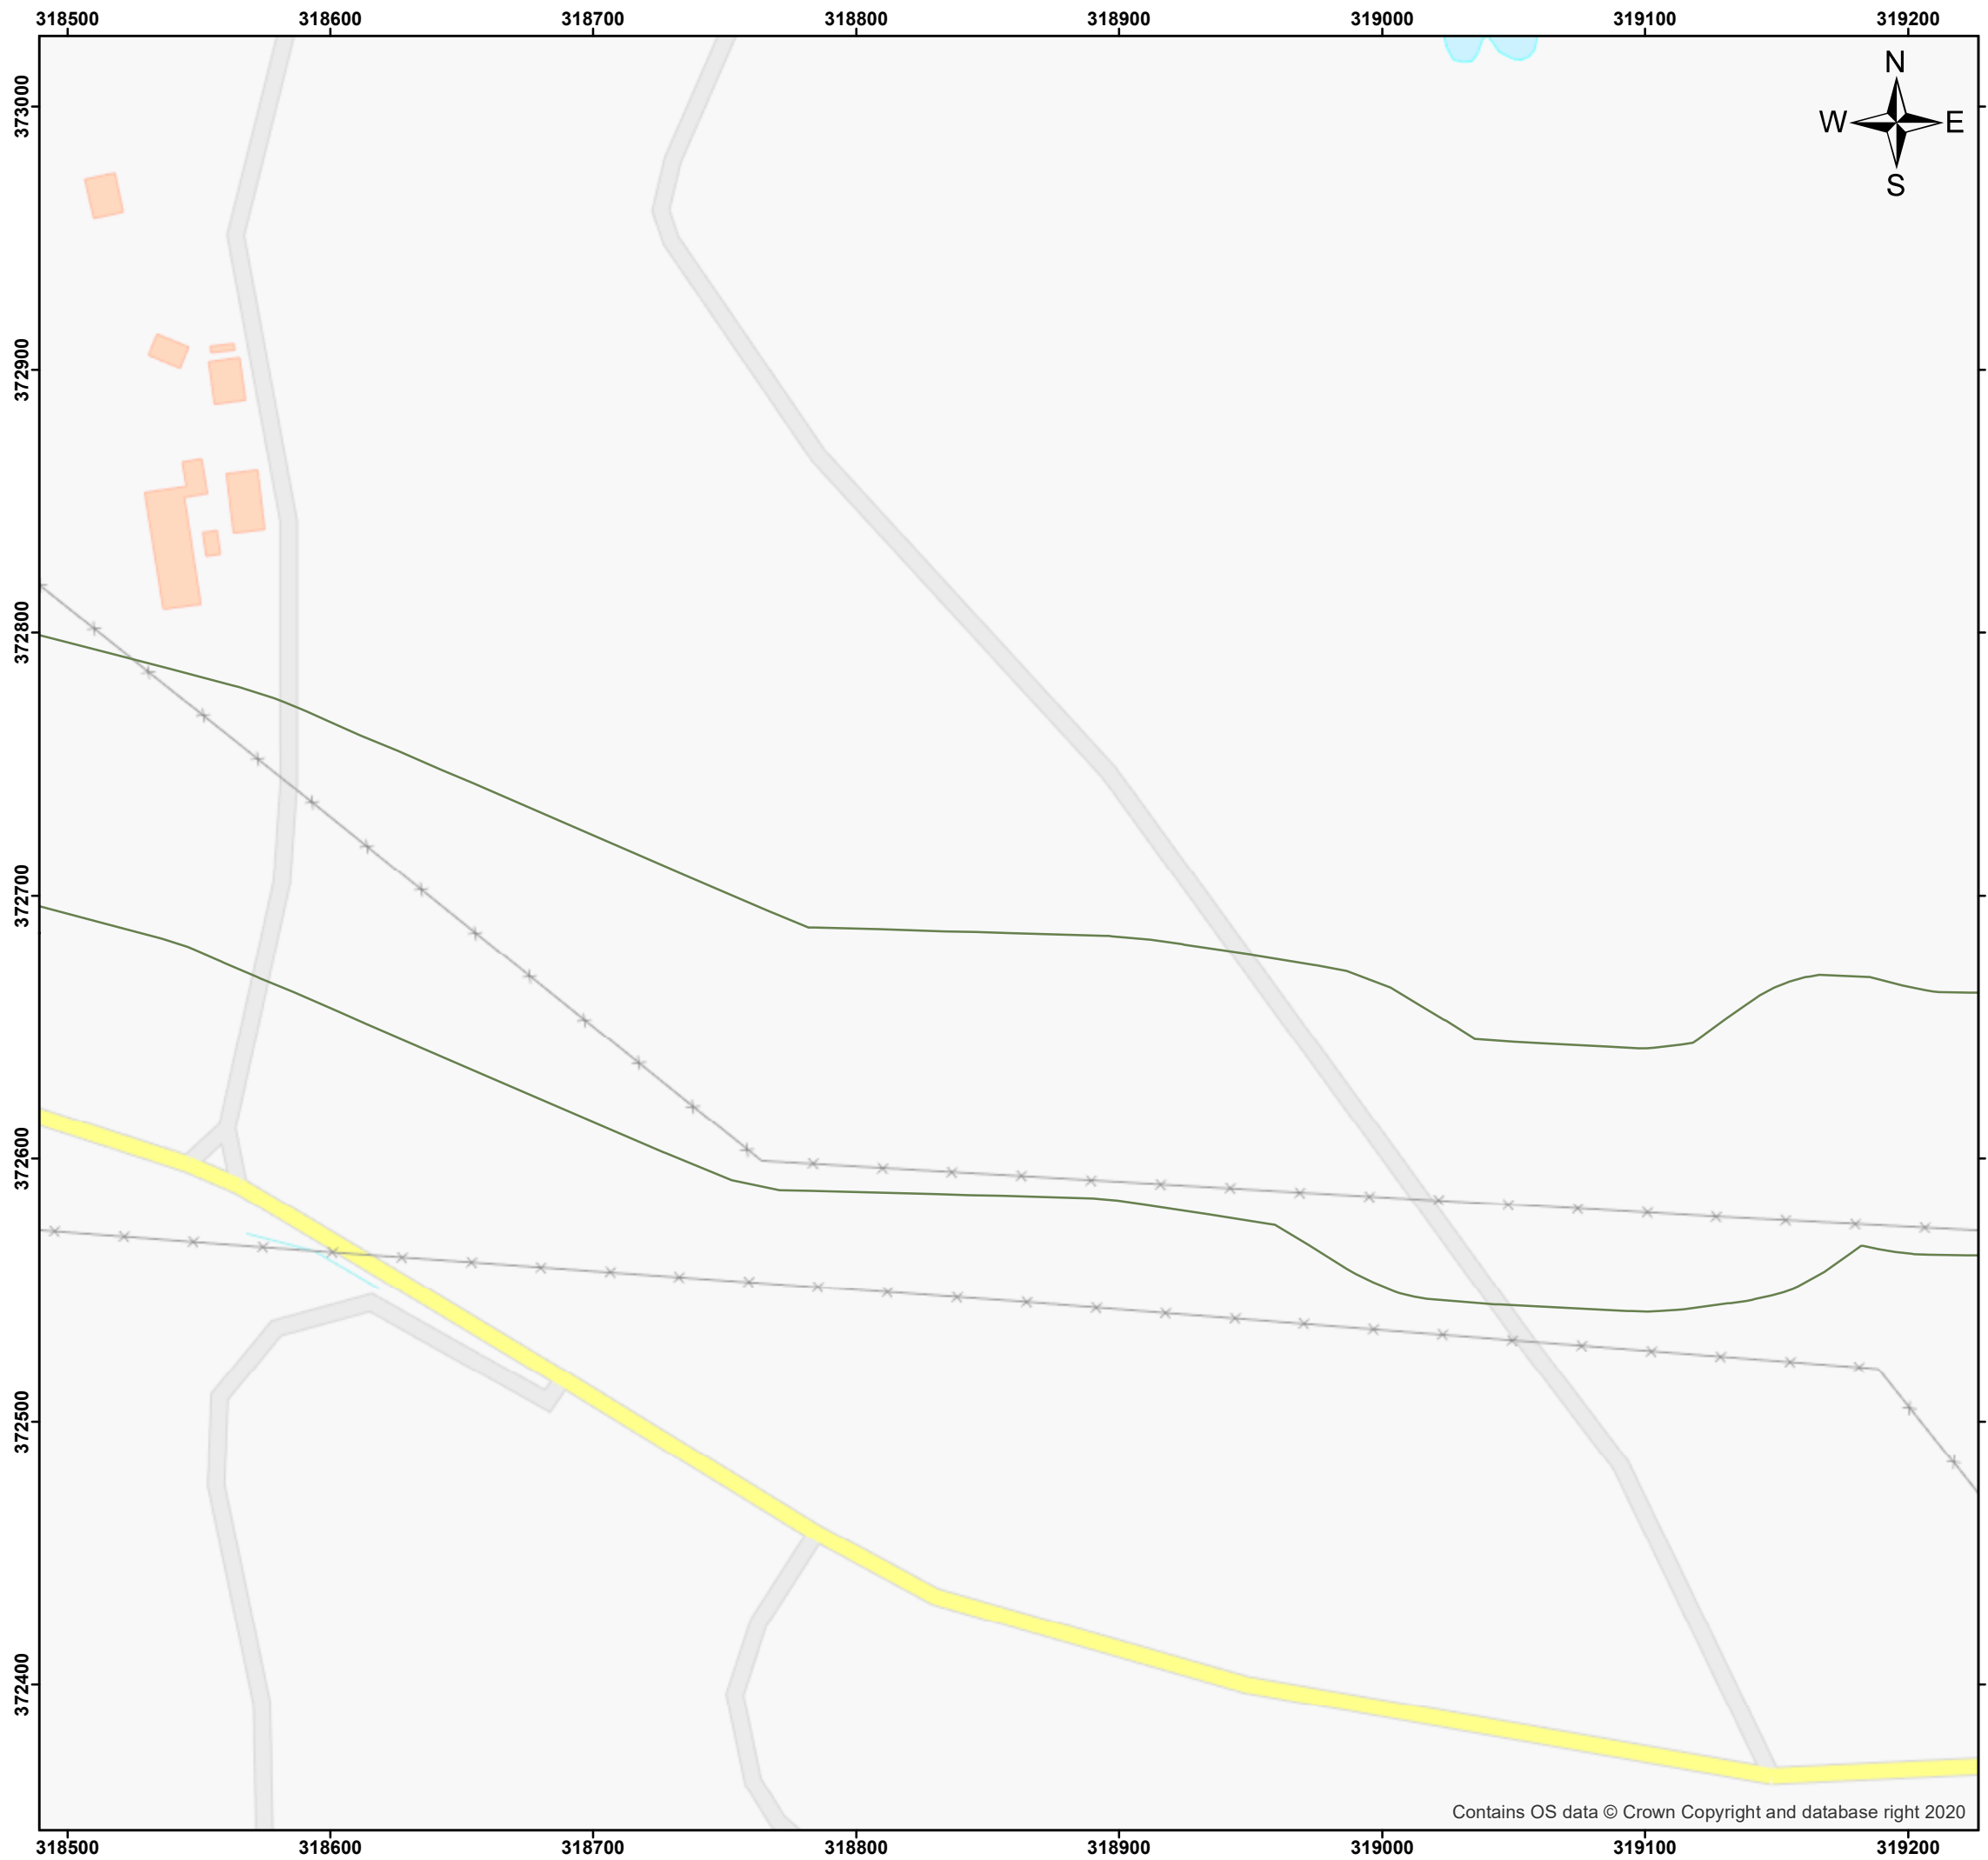 318500 318600 318700 318800 318900 319000 319100 319200
N
W E
S
373000
372900
372800
372700
372600
372500
372400
Contains OS data © Crown Copyright and database right 2020
318500 318600 318700 318800 318900 319000 319100 319200